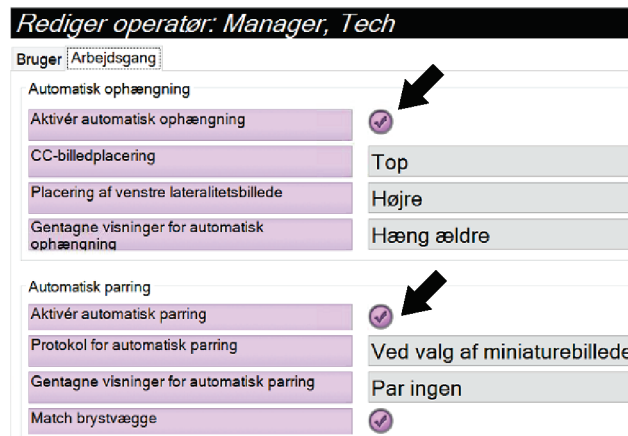 Rediger operatør: Manager, Tech
Bruger Arbejdsgang
Automatisk ophængning
Aktivér automatisk ophængning
CC-billedplacering Top
Placering af venstre lateralitetsbillede Højre
Gentagne visninger for automatisk
ophængning Hæng ældre
Automatisk parring
Aktivér automatisk parring
Protokol for automatisk parring Ved valg af miniaturebillede
Gentagne visninger for automatisk parring Par ingen
Match brystvægge